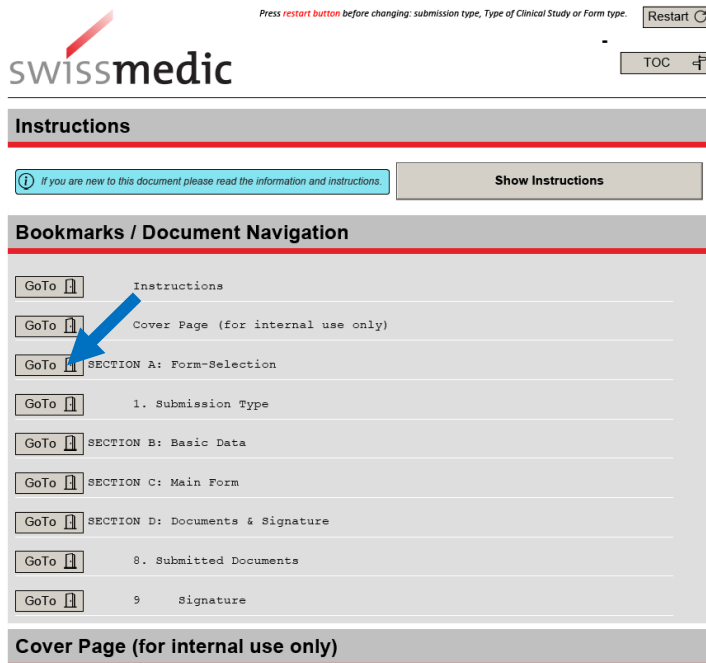 Press restart button before changing: submission type, Type of Clinical Study or Form type.
Restart
-
swissmedic
TOC
Instructions
If you are new to this document please read the information and instructions.
Show Instructions
Bookmarks / Document Navigation
GoTo Instructions
GoTo Cover Page (for internal use only)
GoTo SECTION A: Form-Selection
GoTo 1. Submission Type
GoTo SECTION B: Basic Data
GoTo SECTION C: Main Form
GoTo SECTION D: Documents & Signature
GoTo 8. Submitted Documents
GoTo 9 Signature
Cover Page (for internal use only)